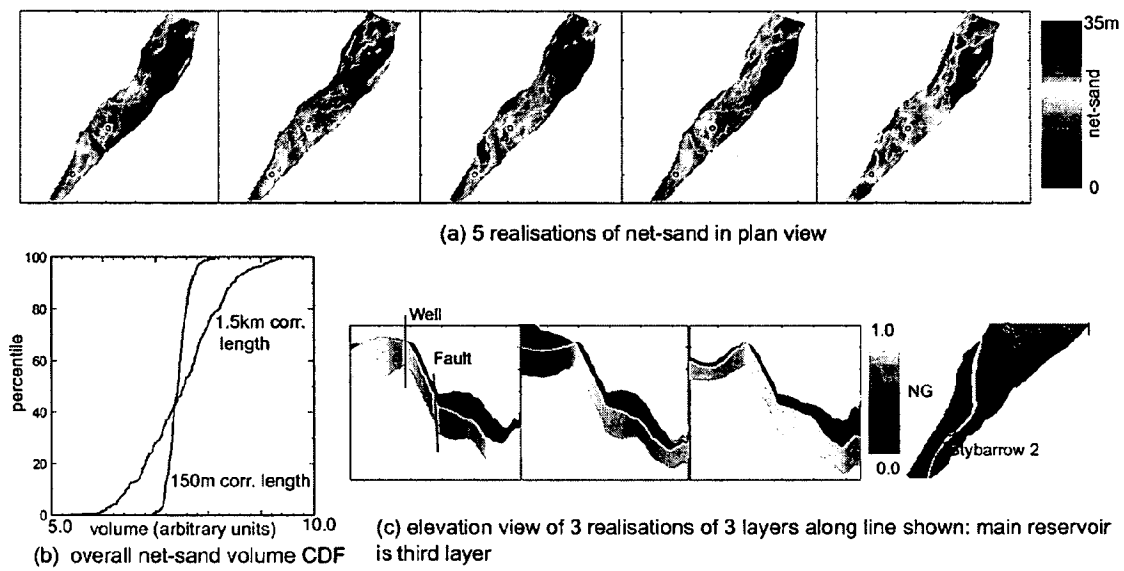 35m
net-sand
0
(a) 5 realisations of net-sand in plan view
100
80
60
40
20
0
percentile
1.5km corr.
length
150m corr. length
5.0
10.0
volume (arbitrary units)
(b) overall net-sand volume CDF
Well
Fault
1.0
NG
0.0
Stybarrow 2
(c) elevation view of 3 realisations of 3 layers along line shown: main reservoir
is third layer